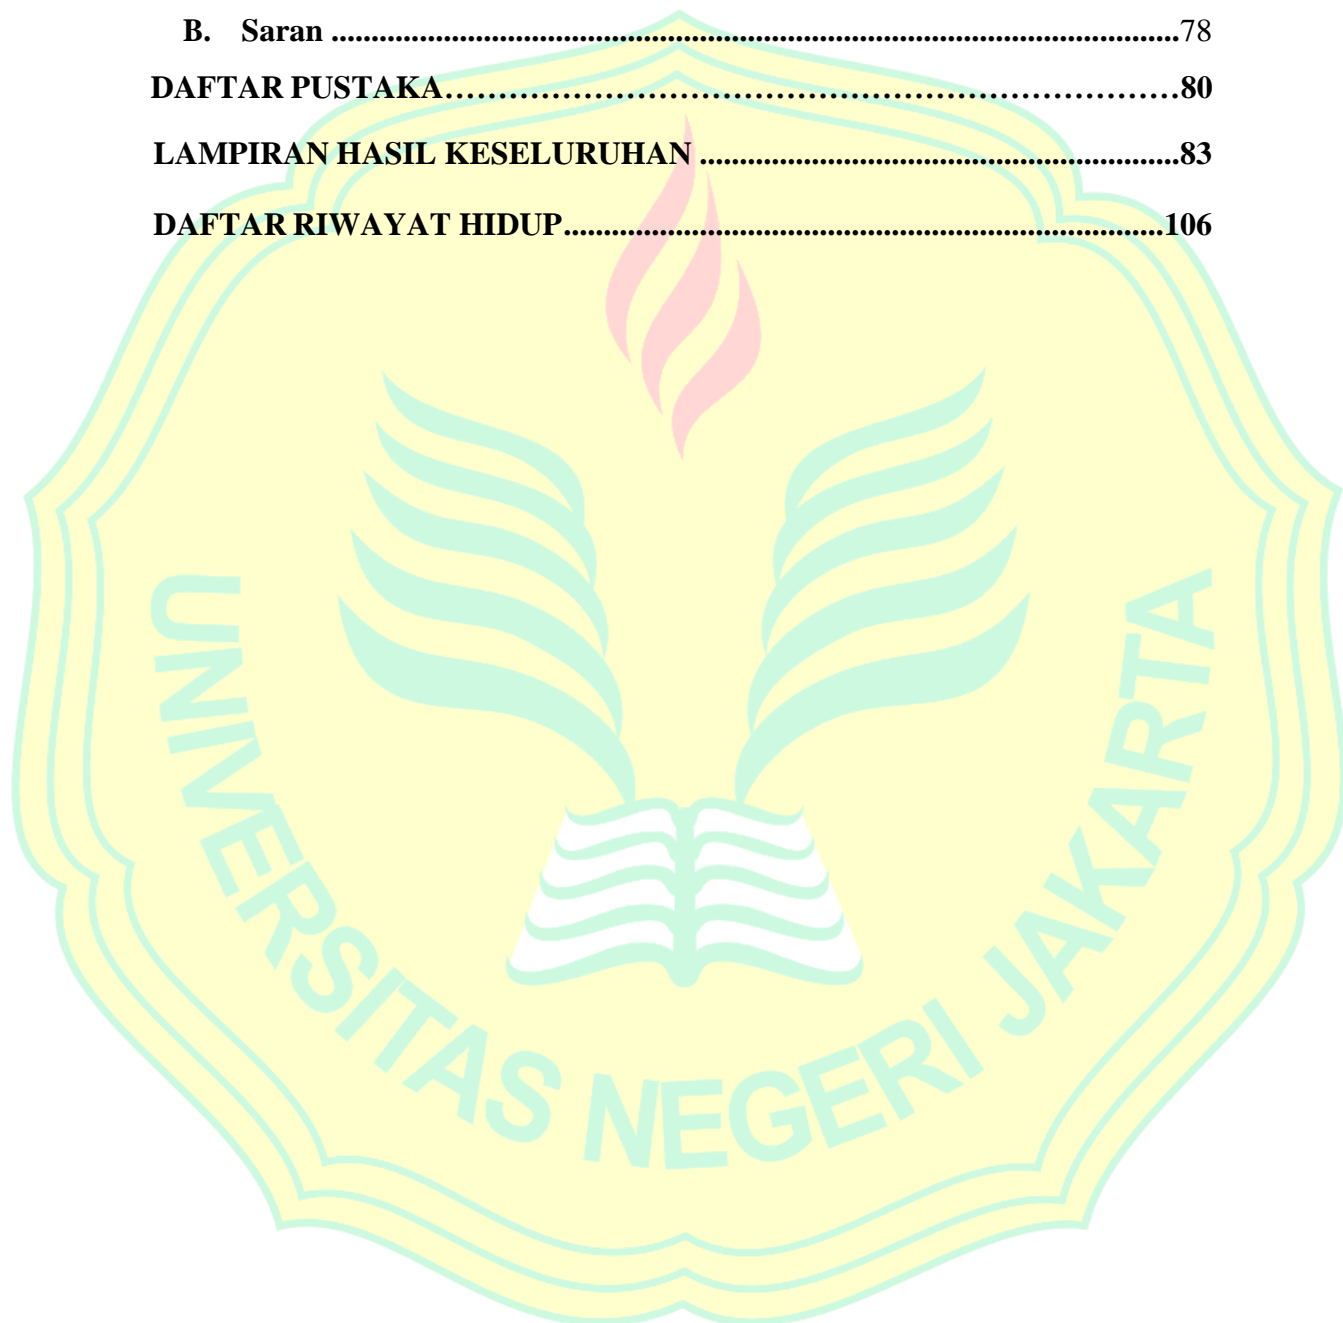 B. Saran ..........................................................................................................78
DAFTAR PUSTAKA……………………………………………………………80
LAMPIRAN HASIL KESELURUHAN ............................................................83
DAFTAR RIWAYAT HIDUP...........................................................................106
UNIVERSITAS NEGERI JAKARTA